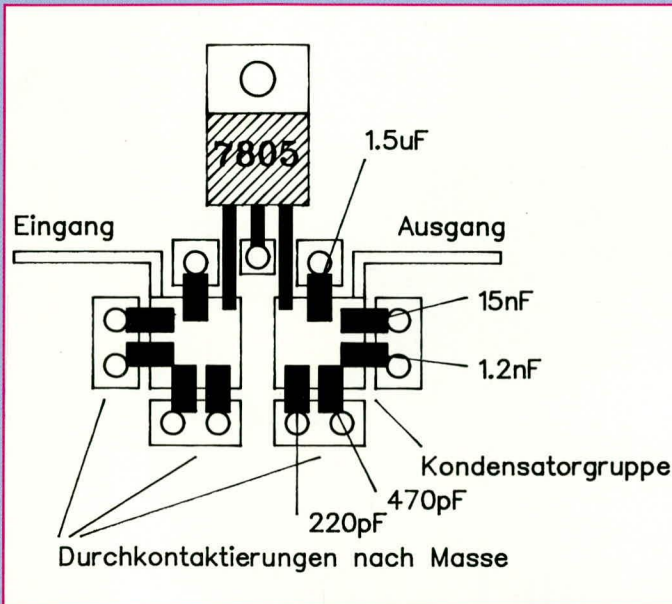 7805
1.5uF
Eingang
Ausgang
15nF
1.2nF
Kondensatorgruppe
470pF
220pF
Durchkontaktierungen nach Masse